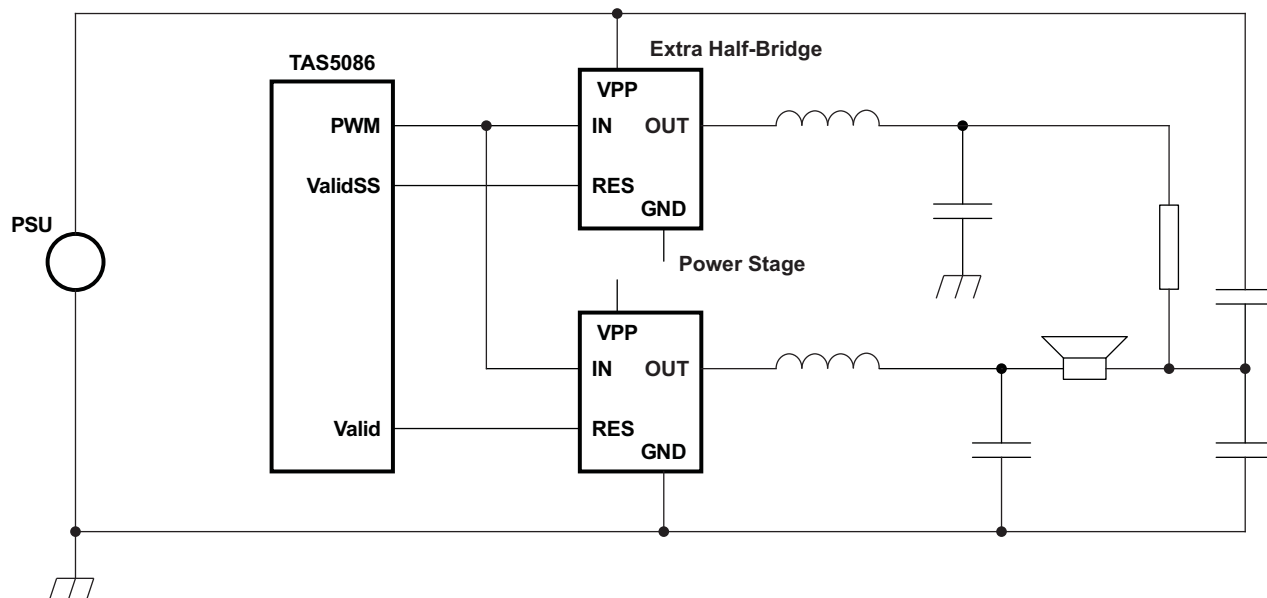 Extra Half-Bridge
TAS5086
VPP
PWM
IN
OUT
ValidSS
RES
GND
PSU
Power Stage
VPP
IN
OUT
Valid
RES
GND